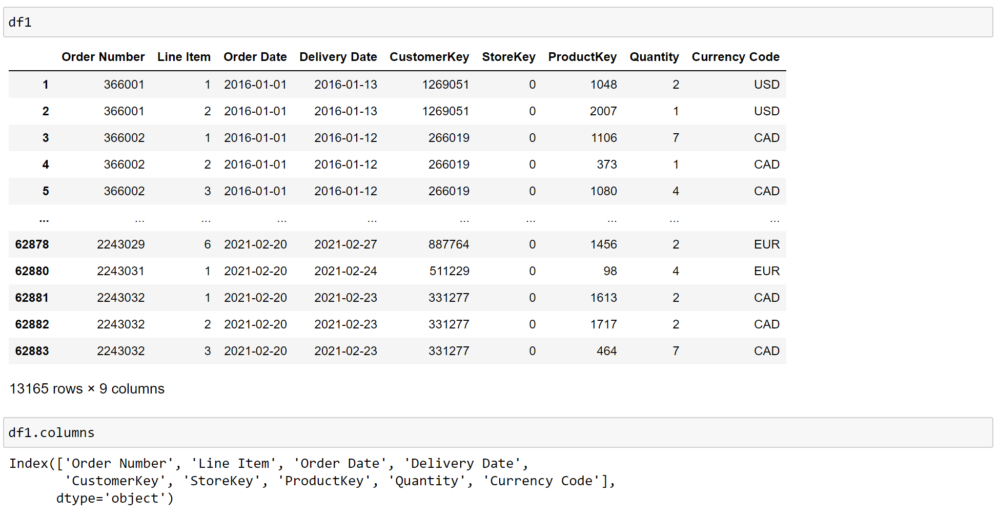 df1
Order Number Line Item Order Date Delivery Date CustomerKey StoreKey ProductKey Quantity Currency Code
1 366001 1 2016-01-01 2016-01-13 1269051 0 1048 2 USD
2 366001 2 2016-01-01 2016-01-13 1269051 0 2007 1 USD
3 366002 1 2016-01-01 2016-01-12 266019 0 1106 7 CAD
4 366002 2 2016-01-01 2016-01-12 266019 0 373 1 CAD
5 366002 3 2016-01-01 2016-01-12 266019 0 1080 4 CAD
... ... ... ... ... ... ... ... ... ...
62878 2243029 6 2021-02-20 2021-02-27 887764 0 1456 2 EUR
62880 2243031 1 2021-02-20 2021-02-24 511229 0 98 4 EUR
62881 2243032 1 2021-02-20 2021-02-23 331277 0 1613 2 CAD
62882 2243032 2 2021-02-20 2021-02-23 331277 0 1717 2 CAD
62883 2243032 3 2021-02-20 2021-02-23 331277 0 464 7 CAD
13165 rows × 9 columns
df1.columns
Index(['Order Number', 'Line Item', 'Order Date', 'Delivery Date',
'CustomerKey', 'StoreKey', 'ProductKey', 'Quantity', 'Currency Code'],
dtype='object')